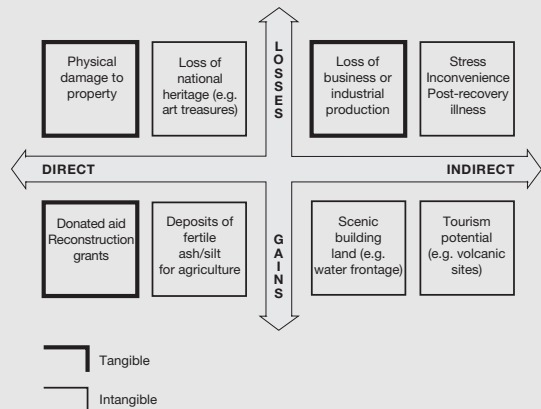 Physical
damage to
property
Loss of
national
heritage (e.g.
art treasures)
LOSSES
Loss of
business or
industrial
production
Stress
Inconvenience
Post-recovery
illness
DIRECT
INDIRECT
Donated aid
Reconstruction
grants
Deposits of
fertile
ash/silt
for agriculture
GAINS
Scenic
building
land (e.g.
water frontage)
Tourism
potential
(e.g. volcanic
sites)
Tangible
Intangible